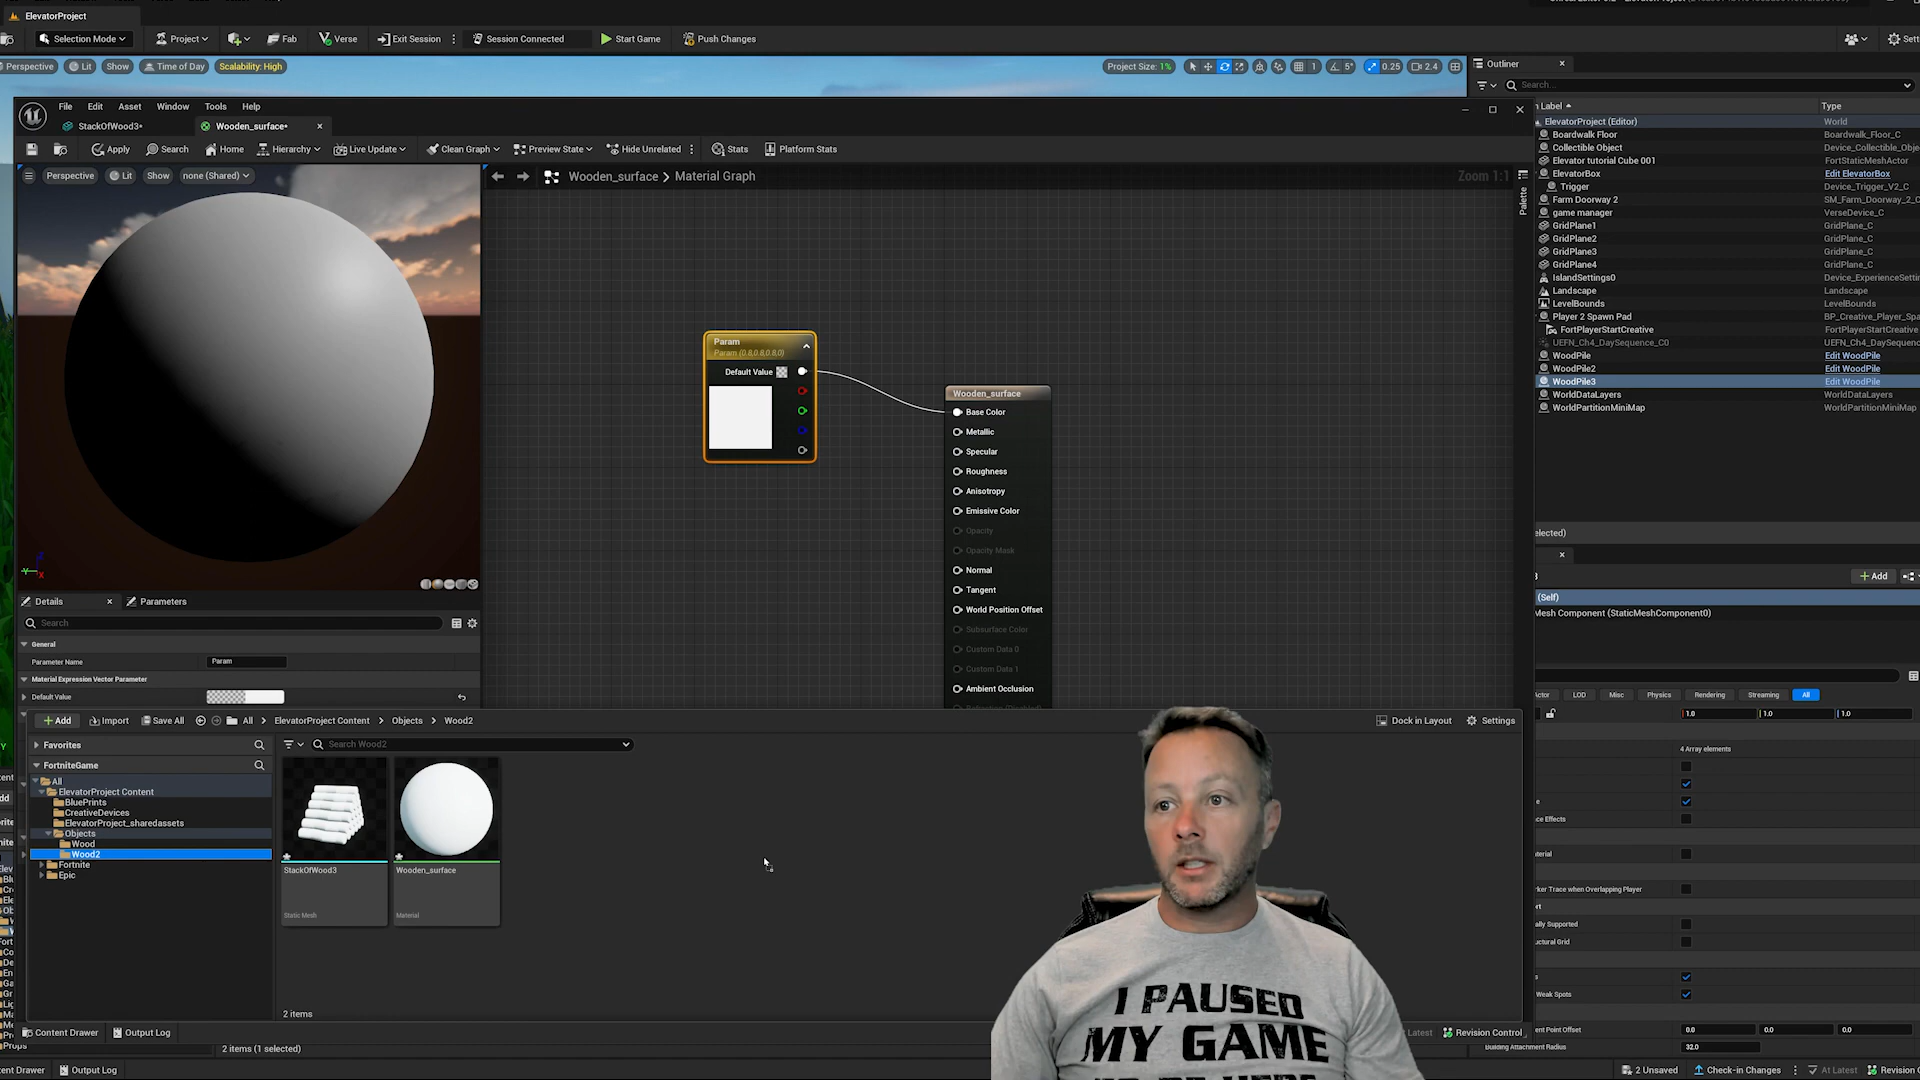 ElevatorProject
Selection Mode
Project
Fab
Verse
Exit Session
Session Connected
Start Game
Push Changes
Perspective
Lit
Show
Time of Day
Scalability: High
Project Size: 1%
1
5°
0.25
2.4
Outliner
Search...
File
Edit
Asset
Window
Tools
Help
StackOfWood3*
Wooden_surface*
Apply
Search
Home
Hierarchy
Live Update
Clean Graph
Preview State
Hide Unrelated
Stats
Platform Stats
Perspective
Lit
Show
none (Shared)
Wooden_surface > Material Graph
Zoom 1:1
Palette
Label
Type
ElevatorProject (Editor)
World
Boardwalk Floor
Boardwalk_Floor_C
Collectible Object
Device_Collectible_Obje
Elevator tutorial Cube 001
FortStaticMeshActor
ElevatorBox
Edit ElevatorBox
Trigger
Device_Trigger_V2_C
Farm Doorway 2
SM_Farm_Doorway_2_C
game manager
VerseDevice_C
GridPlane1
GridPlane_C
GridPlane2
GridPlane_C
GridPlane3
GridPlane_C
GridPlane4
GridPlane_C
IslandSettings0
Device_ExperienceSetti
Landscape
Landscape
LevelBounds
LevelBounds
Player 2 Spawn Pad
BP_Creative_Player_Spa
FortPlayerStartCreative
FortPlayerStartCreative
UEFN_Ch4_DaySequence_C0
UEFN_Ch4_DaySequenc
WoodPile
Edit WoodPile
WoodPile2
Edit WoodPile
WoodPile3
Edit WoodPile
WorldDataLayers
WorldDataLayers
WorldPartitionMiniMap
WorldPartitionMiniMap
Param
Param (0.8,0.8,0.8,0)
Default Value
Wooden_surface
Base Color
Metallic
Specular
Roughness
Anisotropy
Emissive Color
Opacity
Opacity Mask
Normal
Tangent
World Position Offset
Subsurface Color
Custom Data 0
Custom Data 1
Ambient Occlusion
Details
Parameters
Search
General
Parameter Name
Param
Material Expression Vector Parameter
Default Value
elected)
Add
(Self)
Mesh Component (StaticMeshComponent0)
Actor
LOD
Misc
Physics
Rendering
Streaming
All
1.0
1.0
1.0
4 Array elements
ce Effects
aterial
rker Trace when Overlapping Player
ally Supported
uctural Grid
Weak Spots
ent Point Offset
0.0
0.0
0.0
Building Attachment Radius
32.0
Add
Import
Save All
All > ElevatorProject Content > Objects > Wood2
Dock in Layout
Settings
Favorites
Search Wood2
FortniteGame
All
ElevatorProject Content
BluePrints
CreativeDevices
ElevatorProject_sharedassets
Objects
Wood
Wood2
Fortnite
Epic
StackOfWood3
Static Mesh
Wooden_surface
Material
2 items
Content Drawer
Output Log
Latest
Revision Control
Props
2 items (1 selected)
ent Drawer
Output Log
2 Unsaved
Check-in Changes
At Latest
Revision C
I PAUSED
MY GAME